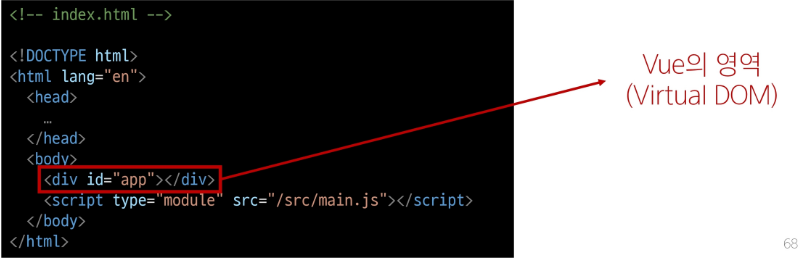 <!-- index.html -->
<!DOCTYPE html>
<html lang="en">
<head>
…
</head>
<body>
<div id="app"></div>
<script type="module" src="/src/main.js"></script>
</body>
</html>
Vue의 영역
(Virtual DOM)
68